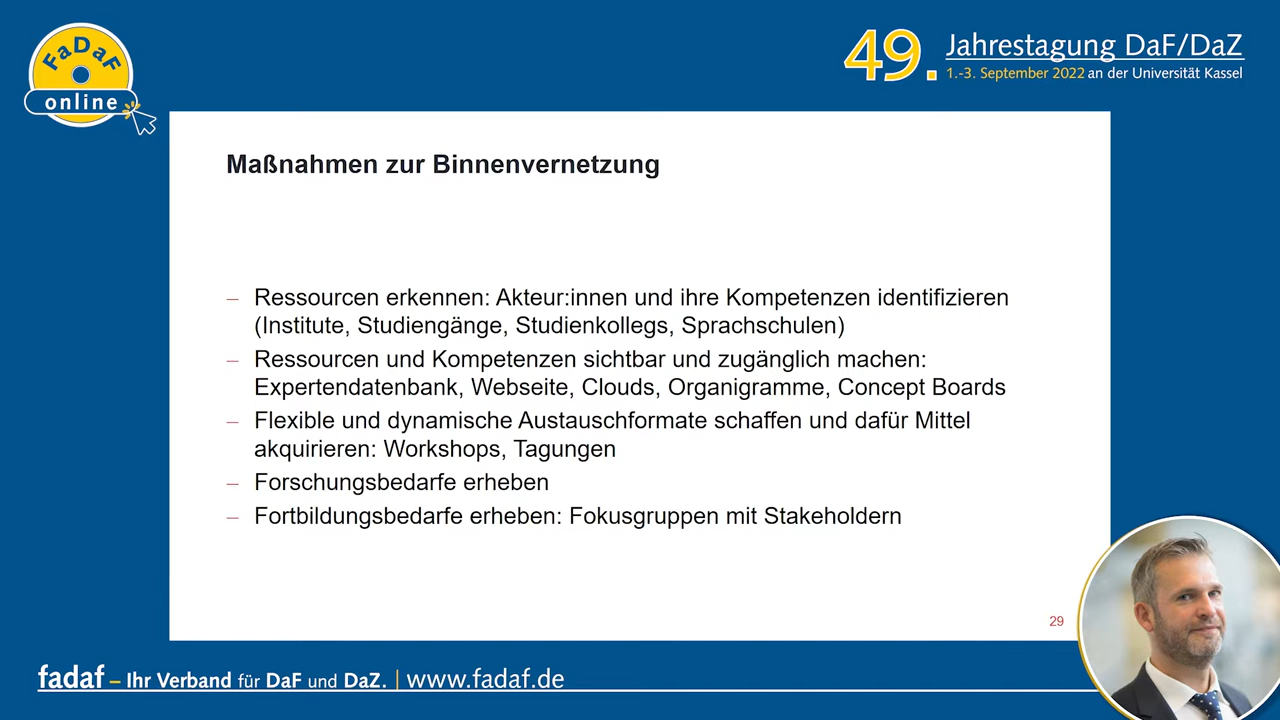 FaDaF
online
49. Jahrestagung DaF/DaZ
1.-3. September 2022 an der Universität Kassel
Maßnahmen zur Binnenvernetzung
– Ressourcen erkennen: Akteur:innen und ihre Kompetenzen identifizieren
(Institute, Studiengänge, Studienkollegs, Sprachschulen)
– Ressourcen und Kompetenzen sichtbar und zugänglich machen:
Expertendatenbank, Webseite, Clouds, Organigramme, Concept Boards
– Flexible und dynamische Austauschformate schaffen und dafür Mittel
akquirieren: Workshops, Tagungen
– Forschungsbedarfe erheben
– Fortbildungsbedarfe erheben: Fokusgruppen mit Stakeholdern
29
fadaf – Ihr Verband für DaF und DaZ. | www.fadaf.de